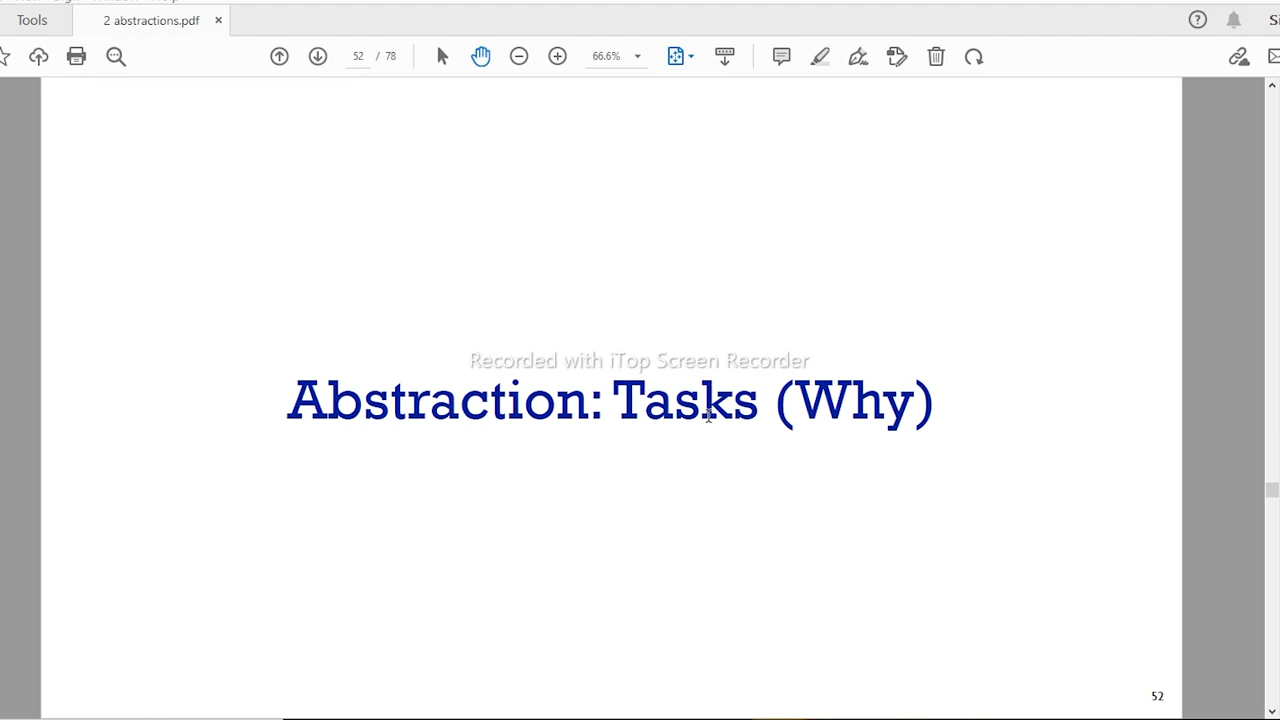 Tools
2 abstractions.pdf
52 / 78
66.6%
Recorded with iTop Screen Recorder
Abstraction: Tasks (Why)
52